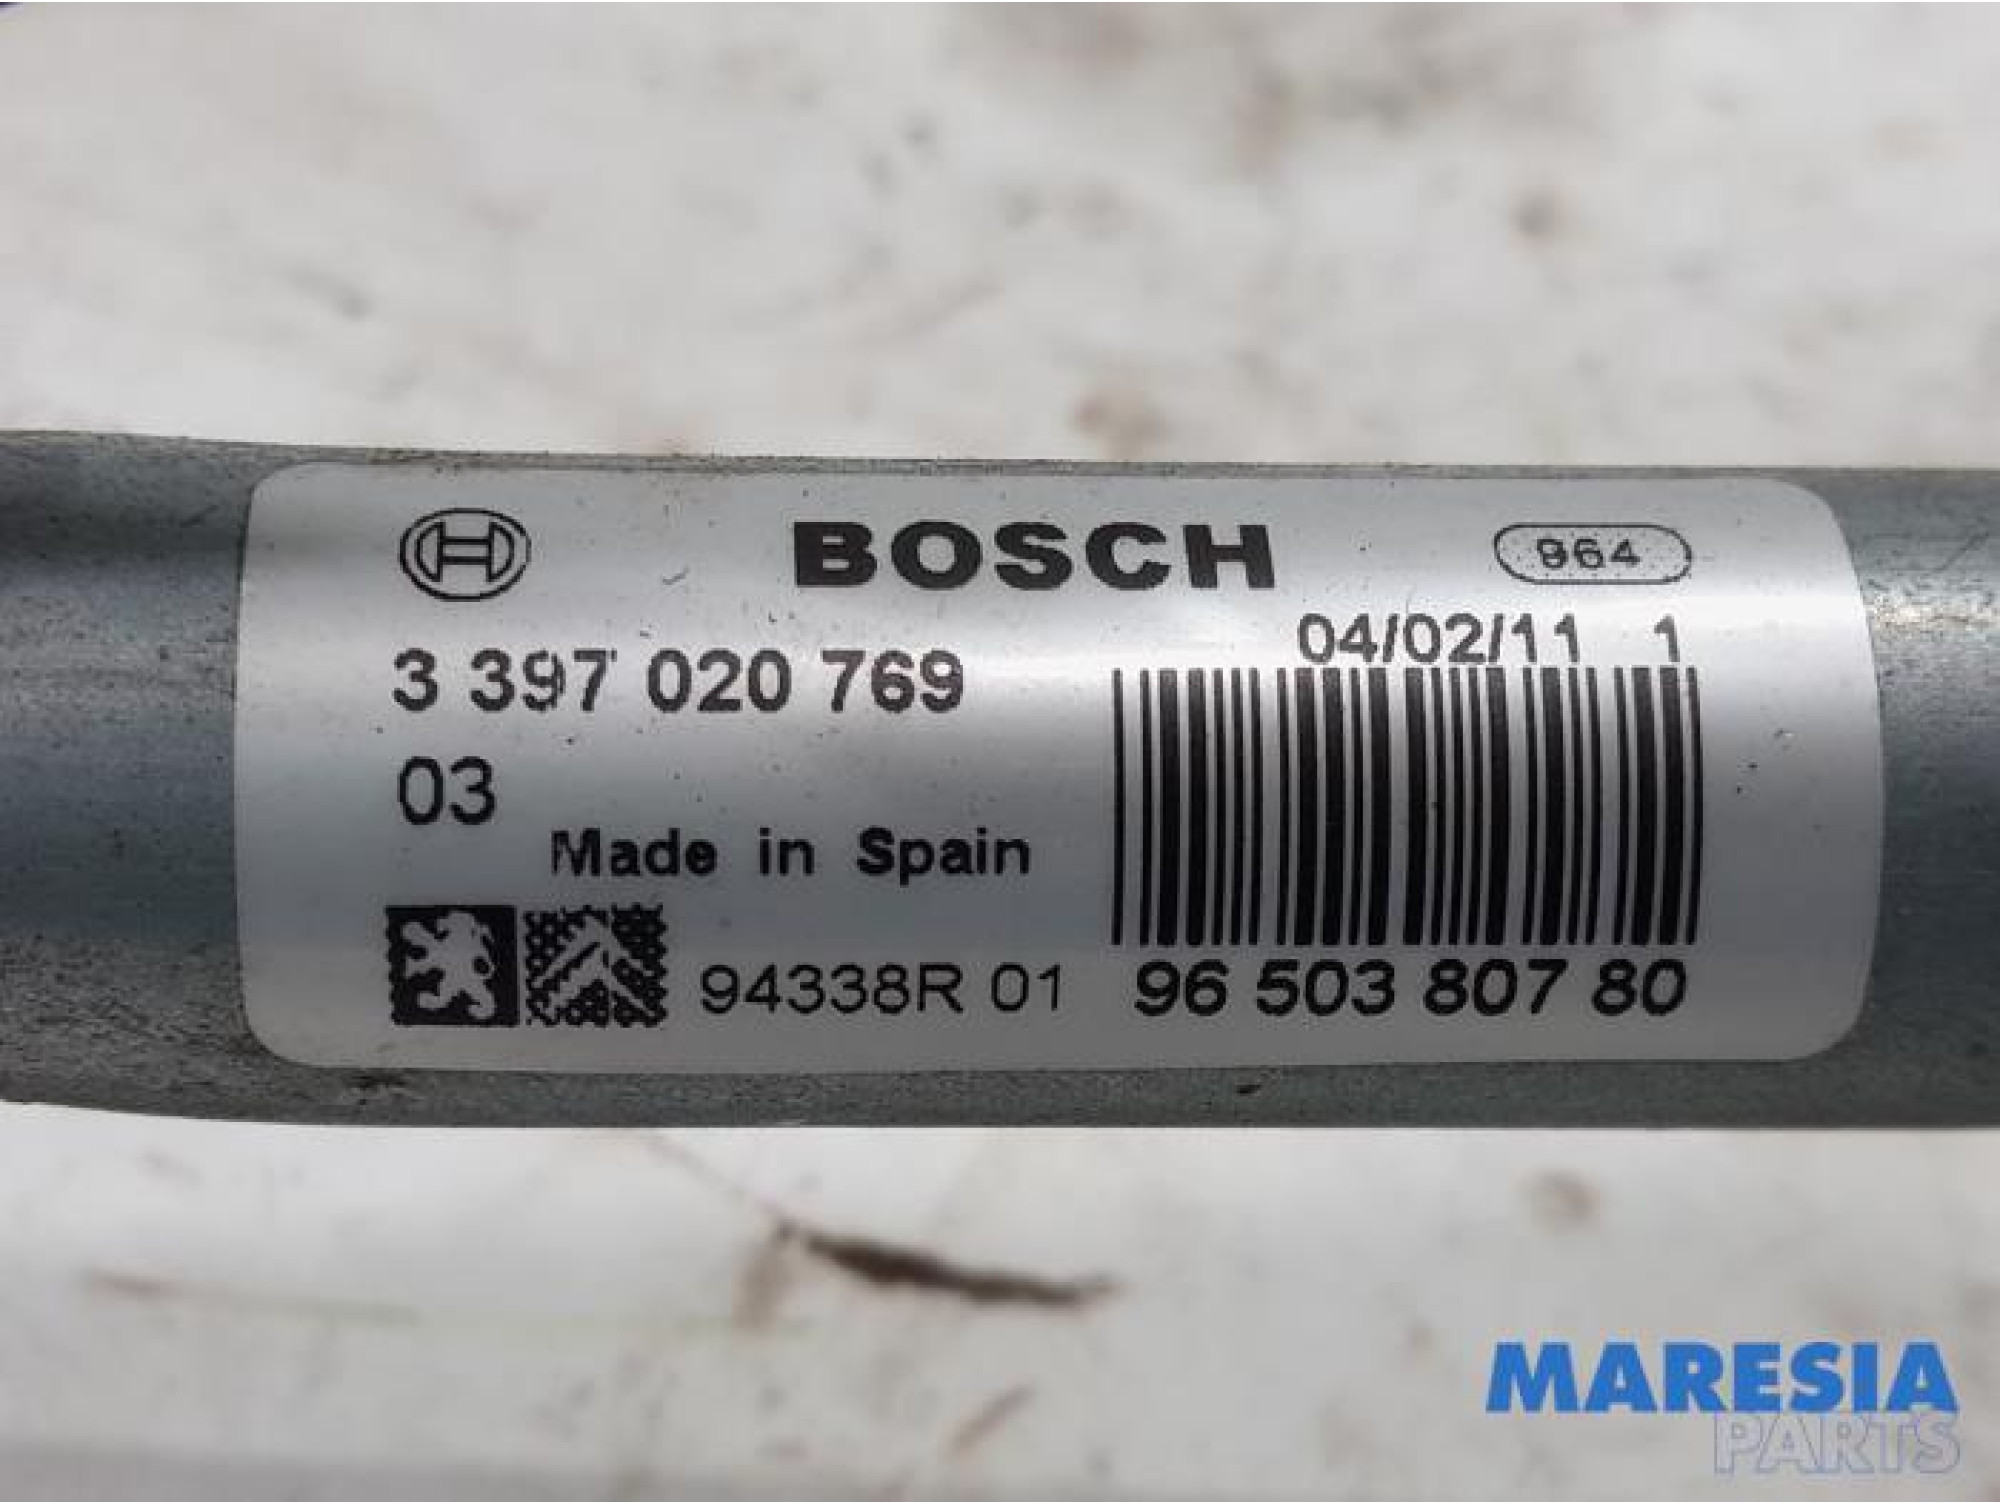 BOSCH 964
04/02/11 1
3 397 020 769
03
Made in Spain
94338R 01 96 503 807 80
MARESIA
PARTS